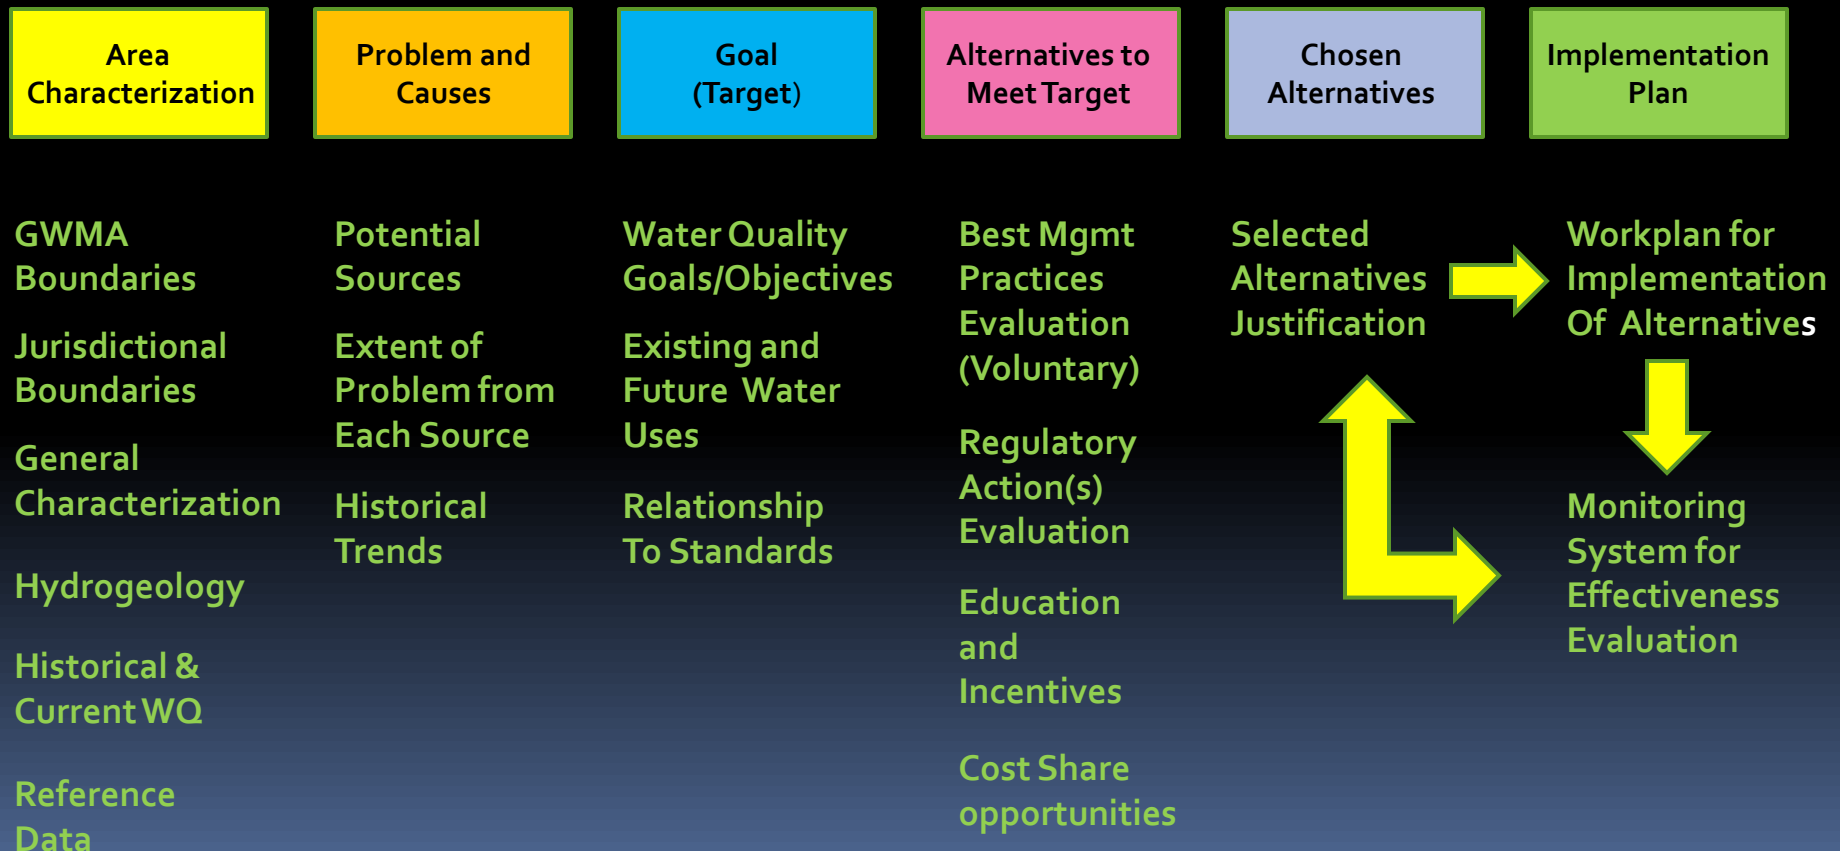 Area
Characterization
Problem and
Causes
Goal
(Target)
Alternatives to
Meet Target
Chosen
Alternatives
Implementation
Plan
GWMA
Boundaries
Jurisdictional
Boundaries
General
Characterization
Hydrogeology
Historical &
Current WQ
Reference
Data
Potential
Sources
Extent of
Problem from
Each Source
Historical
Trends
Water Quality
Goals/Objectives
Existing and
Future Water
Uses
Relationship
To Standards
Best Mgmt
Practices
Evaluation
(Voluntary)
Regulatory
Action(s)
Evaluation
Education
and
Incentives
Cost Share
opportunities
Selected
Alternatives
Justification
Workplan for
Implementation
Of Alternatives
Monitoring
System for
Effectiveness
Evaluation